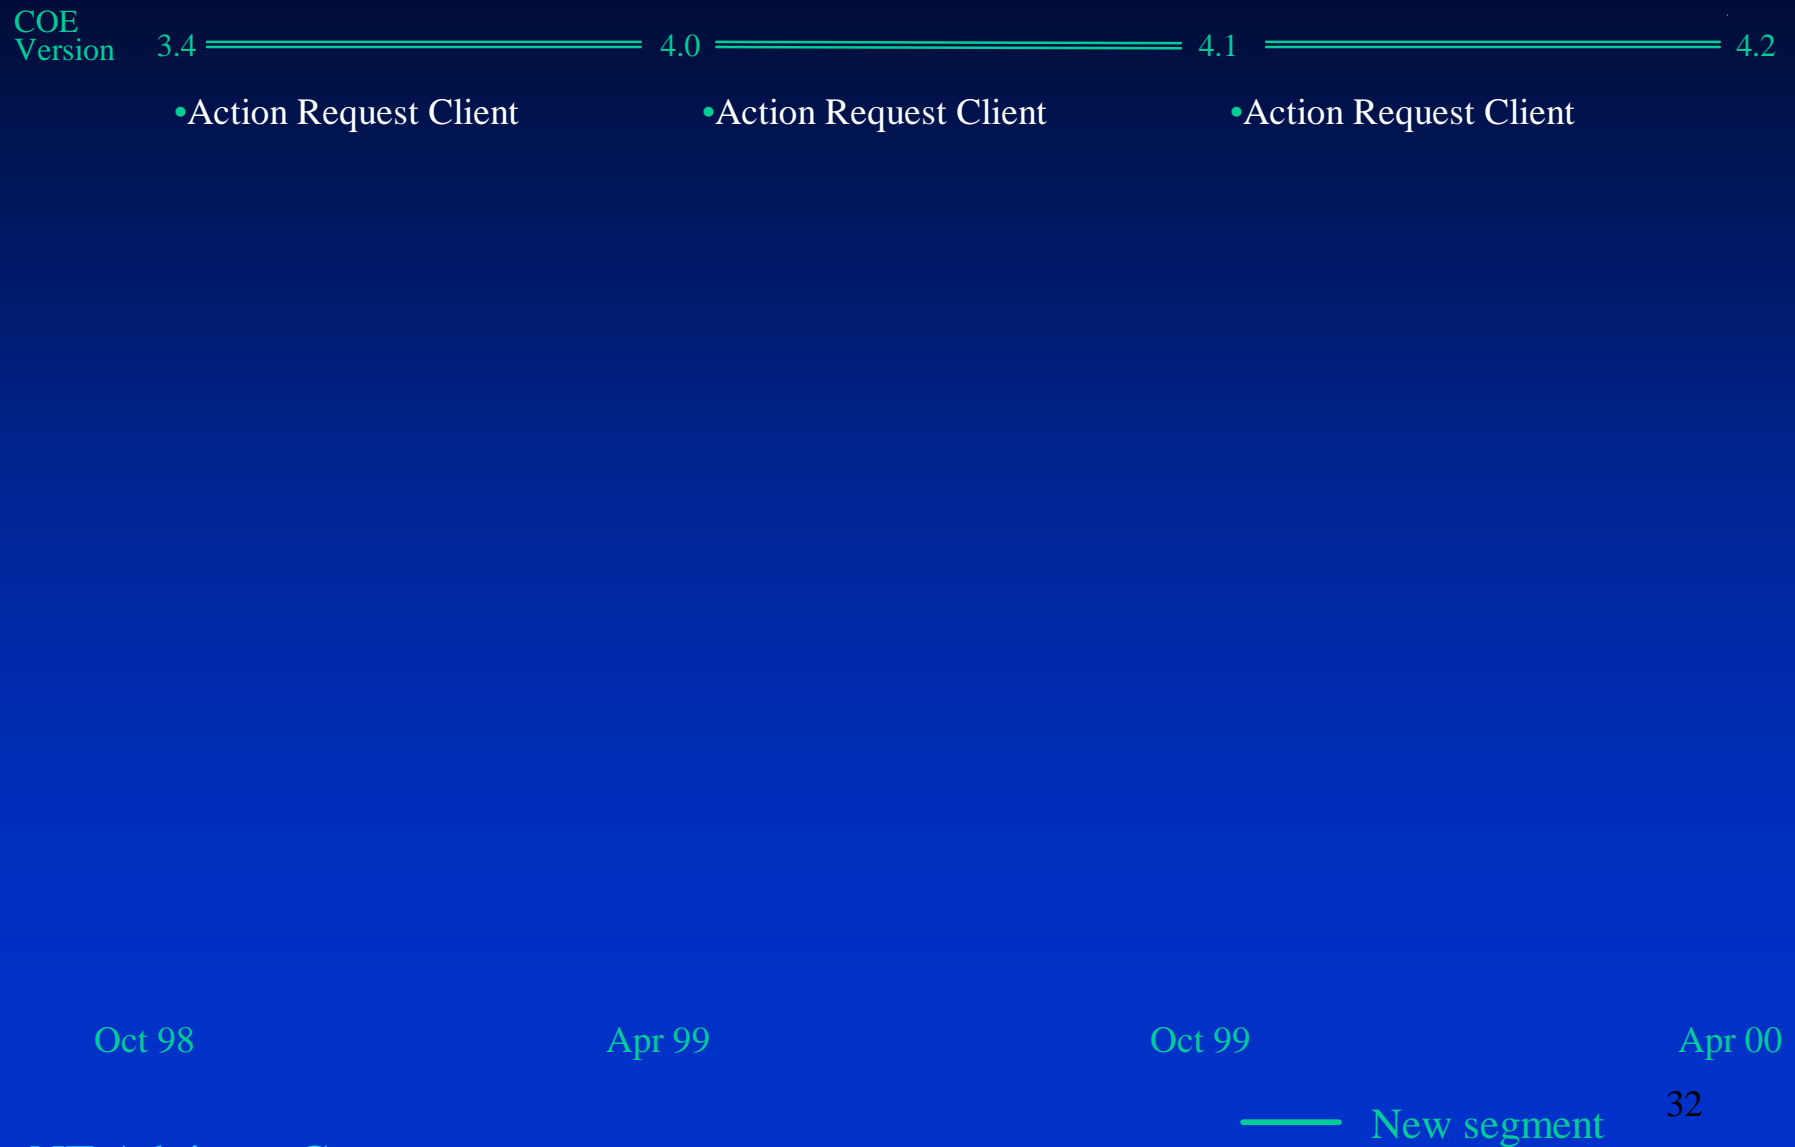 COE
Version 3.4 4.0 4.1 4.2
•Action Request Client •Action Request Client •Action Request Client
Oct 98 Apr 99 Oct 99 Apr 00
32
New segment